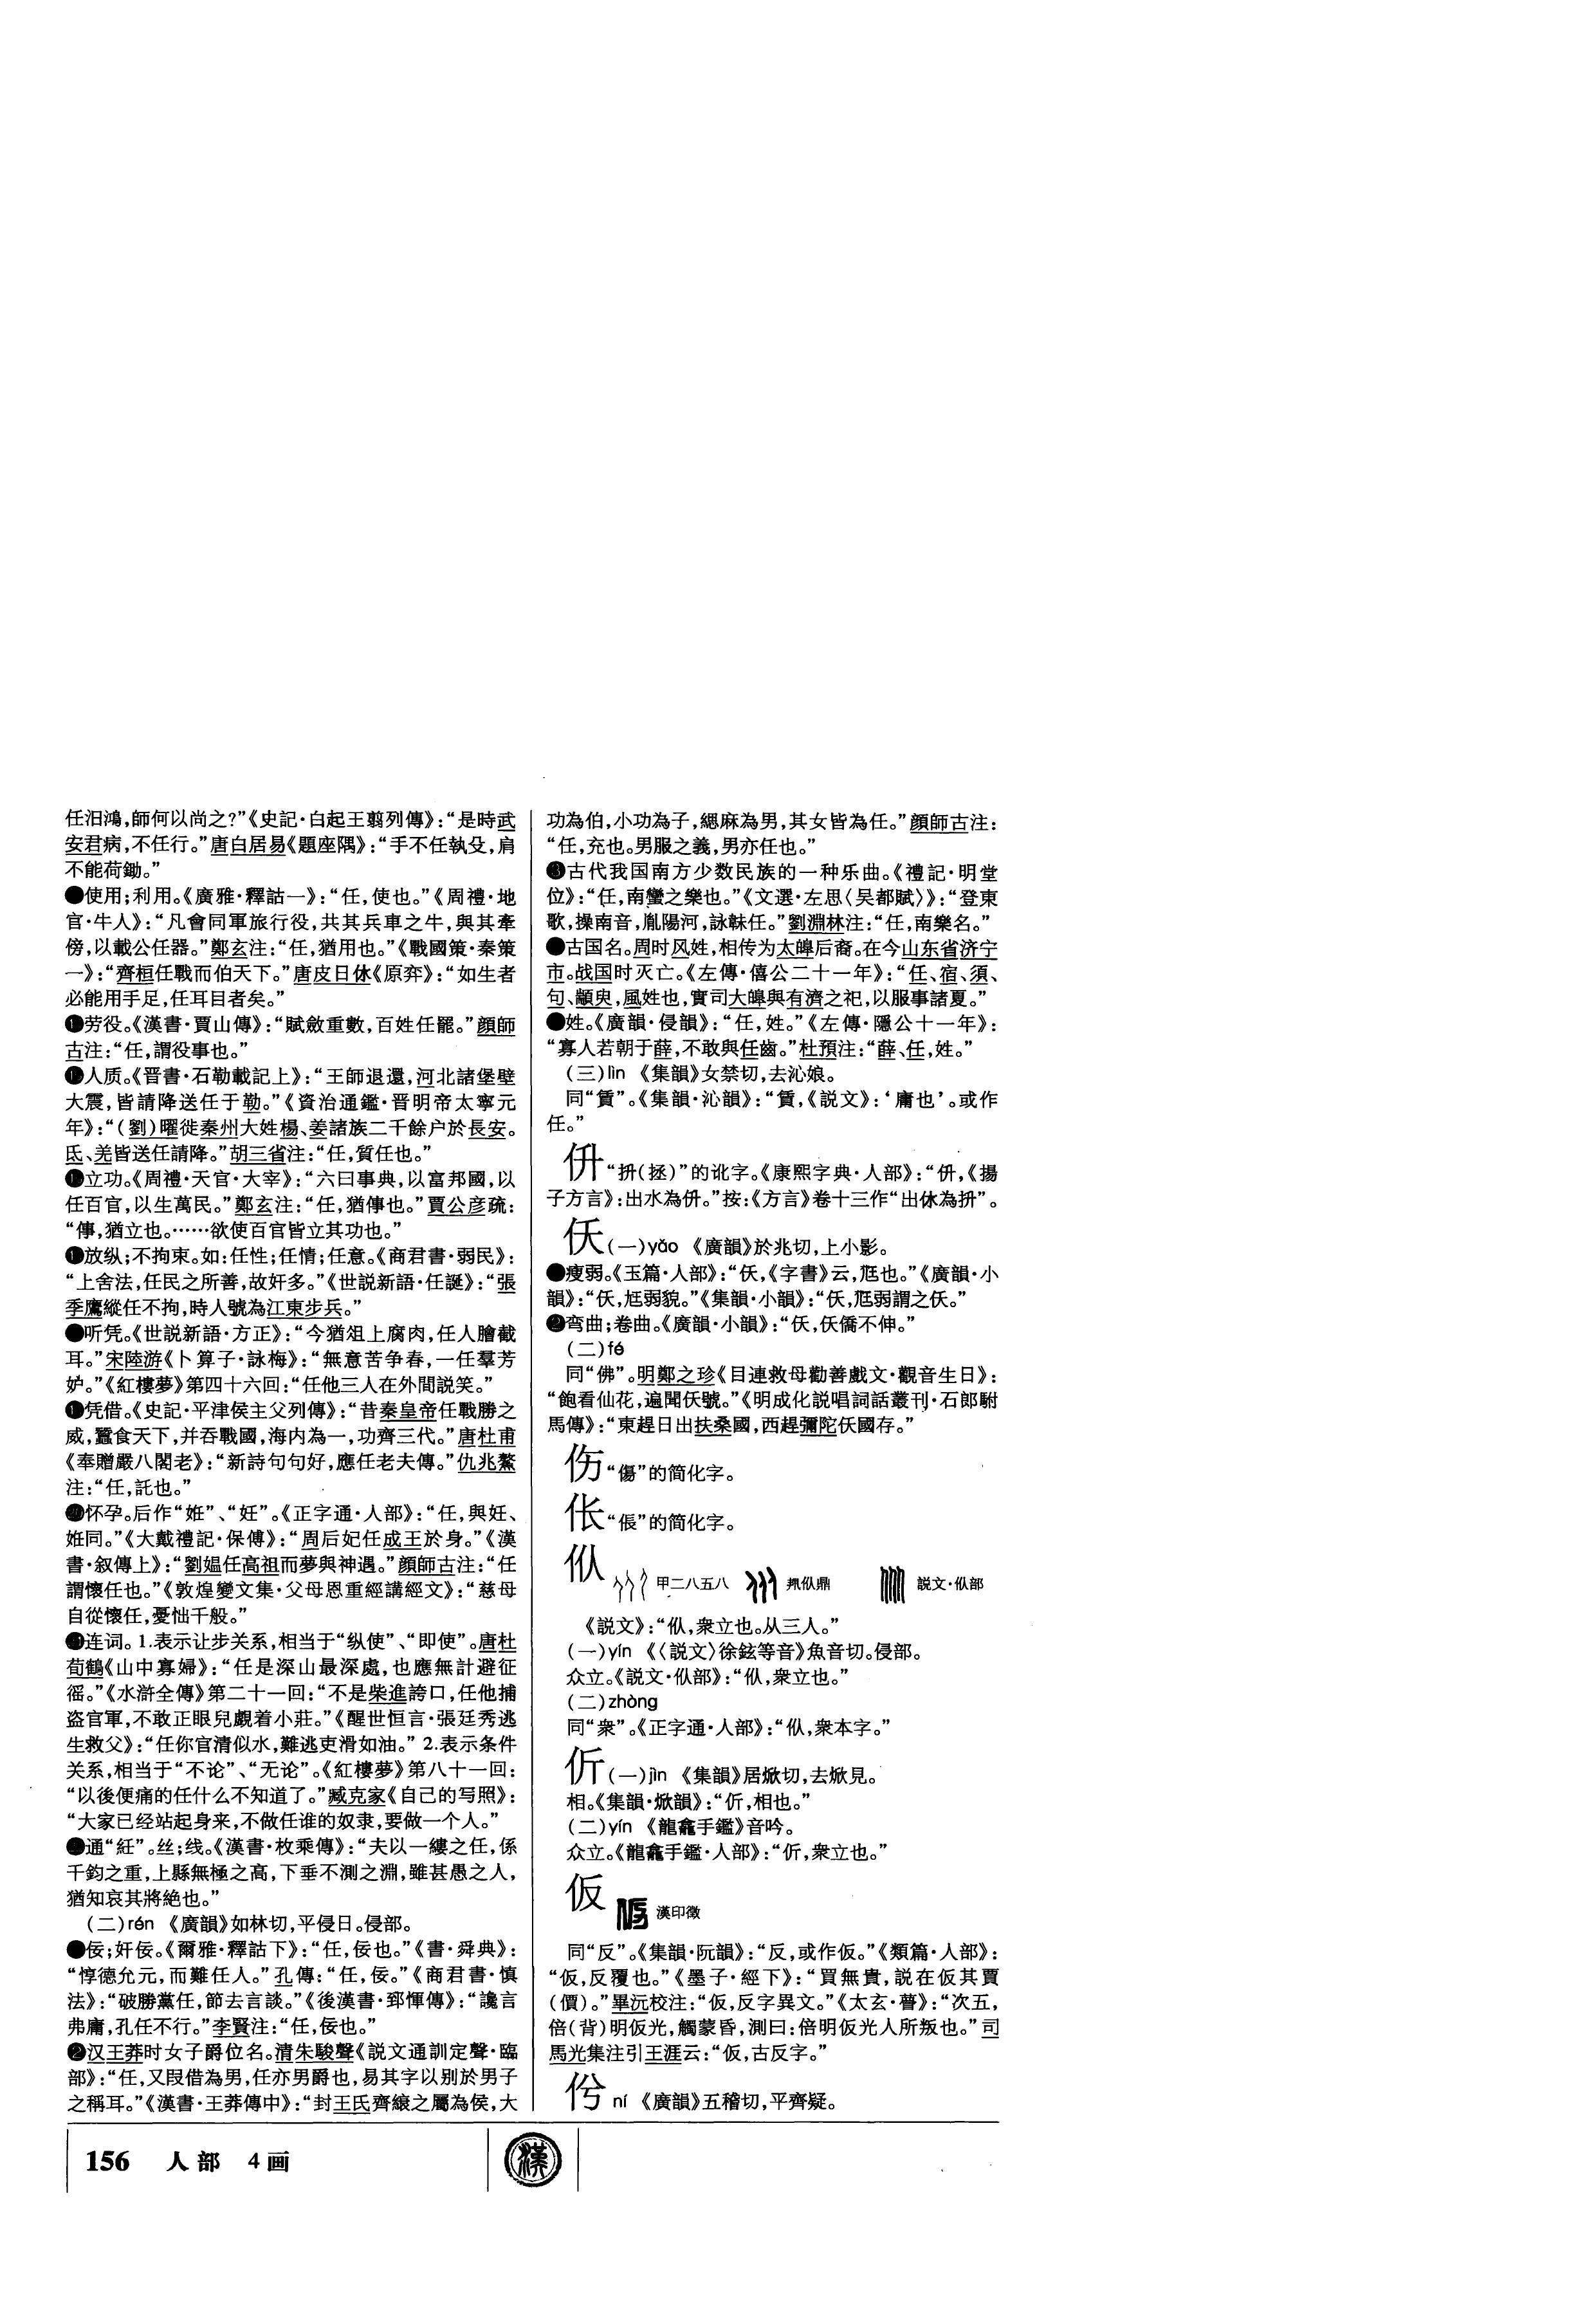 任汩鴻,師何以尚之?”《史記·白起王翦列傳》:“是時武
安君病,不任行。”唐白居易《題座隅》:“手不任執殳,肩
不能荷鋤。”
●使用;利用。《廣雅·釋詁一》:“任,使也。”《周禮·地
官·牛人》:“凡會同軍旅行役,共其兵車之牛,與其牽
傍,以載公任器。”鄭玄注:“任,猶用也。”《戰國策·秦策
一》:“齊桓任戰而伯天下。”唐皮日休《原弈》:“如生者
必能用手足,任耳目者矣。”
劳役。《漢書·賈山傳》:“賦斂重數,百姓任罷。”顔師
古注:“任,謂役事也。”
人质。《晋書·石勒載記上》:“王師退還,河北諸堡壁
大震,皆請降送任于勒。”《資治通鑑·晋明帝太寧元
年》:“(劉)曜徙秦州大姓楊、姜諸族二千餘户於長安。
氐、羌皆送任請降。”胡三省注:“任,質任也。”
立功。《周禮·天官·大宰》:“六曰事典,以富邦國,以
任百官,以生萬民。”鄭玄注:“任,猶傳也。”賈公彦疏:
“傳,猶立也。……欲使百官皆立其功也。”
放纵;不拘束。如:任性;任情;任意。《商君書·弱民》:
“上舍法,任民之所善,故奸多。”《世説新語·任誕》:“張
季鷹縱任不拘,時人號為江東步兵。”
●听凭。《世説新語·方正》:“今猶俎上腐肉,任人膾截
耳。”宋陸游《卜算子·詠梅》:“無意苦争春,一任羣芳
妒。”《紅樓夢》第四十六回:“任他三人在外間説笑。”
凭借。《史記·平津侯主父列傳》:“昔秦皇帝任戰勝之
威,蠶食天下,并吞戰國,海内為一,功齊三代。”唐杜甫
《奉贈嚴八閣老》:“新詩句句好,應任老夫傳。”仇兆鰲
注:“任,託也。”
怀孕。后作“姙”、“妊”。《正字通·人部》:“任,與妊、
姙同。”《大戴禮記·保傅》:“周后妃任成王於身。”《漢
書·叙傳上》:“劉媪任高祖而夢與神遇。”顔師古注:“任
謂懷任也。”《敦煌變文集·父母恩重經講經文》:“慈母
自從懷任,憂惱千般。”
连词。1.表示让步关系,相当于“纵使”、“即使”。唐杜
荀鶴《山中寡婦》:“任是深山最深處,也應無計避征
徭。”《水滸全傳》第二十一回:“不是柴進誇口,任他捕
盗官軍,不敢正眼兒覷着小莊。”《醒世恒言·張廷秀逃
生救父》:“任你官清似水,難逃吏滑如油。” 2.表示条件
关系,相当于“不论”、“无论”。《紅樓夢》第八十一回:
“以後便痛的任什么不知道了。”臧克家《自己的写照》:
“大家已经站起身来,不做任谁的奴隶,要做一个人。”
通“紝”。丝;线。《漢書·枚乘傳》:“夫以一縷之任,係
千鈞之重,上縣無極之高,下垂不測之淵,雖甚愚之人,
猶知哀其將絶也。”
(二)rén 《廣韻》如林切,平侵日。侵部。
●佞;奸佞。《爾雅·釋詁下》:“任,佞也。”《書·舜典》:
“惇德允元,而難任人。”孔傳:“任,佞。”《商君書·慎
法》:“破勝黨任,節去言談。”《後漢書·郅惲傳》:“讒言
弗庸,孔任不行。”李賢注:“任,佞也。”
❷汉王莽时女子爵位名。清朱駿聲《説文通訓定聲·臨
部》:“任,又叚借為男,任亦男爵也,易其字以别於男子
之稱耳。”《漢書·王莽傳中》:“封王氏齊縗之屬為侯,大
功為伯,小功為子,緦麻為男,其女皆為任。”顔師古注:
“任,充也。男服之義,男亦任也。”
❸古代我国南方少数民族的一种乐曲。《禮記·明堂
位》:“任,南蠻之樂也。”《文選·左思〈吴都賦〉》:“登東
歌,操南音,胤陽河,詠韎任。”劉淵林注:“任,南樂名。”
●古国名。周时风姓,相传为太皞后裔。在今山东省济宁
市。战国时灭亡。《左傳·僖公二十一年》:“任、宿、須、
句、顓臾,風姓也,實司大皞與有濟之祀,以服事諸夏。”
●姓。《廣韻·侵韻》:“任,姓。”《左傳·隱公十一年》:
“寡人若朝于薛,不敢與任齒。”杜預注:“薛、任,姓。”
(三)lìn 《集韻》女禁切,去沁娘。
同“賃”。《集韻·沁韻》:“賃,《説文》:‘庸也’。或作
任。”
㑞“抍(拯)”的讹字。《康熙字典·人部》:“㑞,《揚
子方言》:出水為㑞。”按:《方言》卷十三作“出休為抍”。
仸(一)yǎo 《廣韻》於兆切,上小影。
●瘦弱。《玉篇·人部》:“仸,《字書》云,尪也。”《廣韻·小
韻》:“仸,尪弱貌。”《集韻·小韻》:“仸,尪弱謂之仸。”
❷弯曲;卷曲。《廣韻·小韻》:“仸,仸僑不伸。”
(二)fó
同“佛”。明鄭之珍《目連救母勸善戲文·觀音生日》:
“飽看仙花,遍聞仸號。”《明成化説唱詞話叢刊·石郎駙
馬傳》:“東趕日出扶桑國,西趕彌陀仸國存。”
伤“傷”的简化字。
伥“倀”的简化字。
㐺 甲二八五八 㐺鼎 説文·㐺部
《説文》:“㐺,衆立也。从三人。”
(一)yín 《〈説文〉徐鉉等音》魚音切。侵部。
众立。《説文·㐺部》:“㐺,衆立也。”
(二)zhòng
同“衆”。《正字通·人部》:“㐺,衆本字。”
伒(一)jìn 《集韻》居焮切,去焮見。
相。《集韻·焮韻》:“伒,相也。”
(二)yín 《龍龕手鑑》音吟。
众立。《龍龕手鑑·人部》:“伒,衆立也。”
仮 漢印徵
同“反”。《集韻·阮韻》:“反,或作仮。”《類篇·人部》:
“仮,反覆也。”《墨子·經下》:“買無貴,説在仮其賈
(價)。”畢沅校注:“仮,反字異文。”《太玄·瞢》:“次五,
倍(背)明仮光,觸蒙昏,測曰:倍明仮光人所叛也。”司
馬光集注引王涯云:“仮,古反字。”
㐻 ní 《廣韻》五稽切,平齊疑。
156 人部 4画
漢